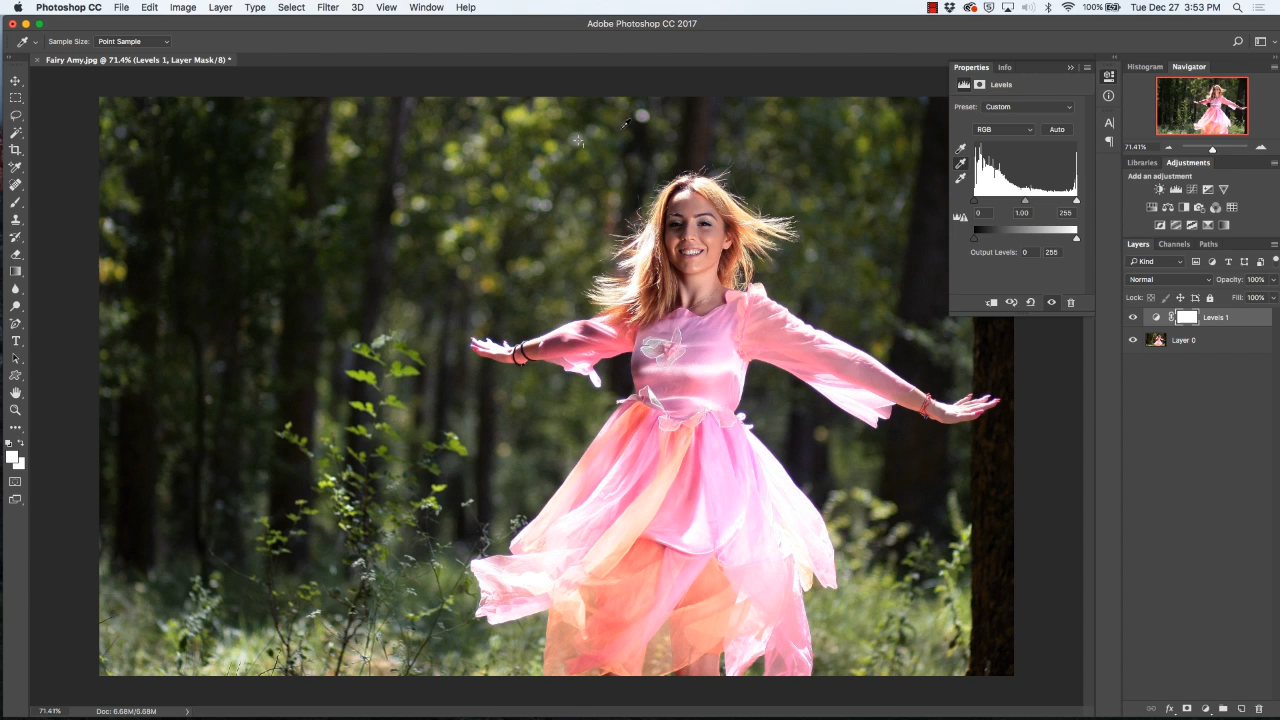 Photoshop CC File Edit Image Layer Type Select Filter 3D View Window Help 100% Tue Dec 27 3:53 PM
Adobe Photoshop CC 2017
Sample Size: Point Sample
Fairy Amy.jpg @ 71.4% (Levels 1, Layer Mask/8) *
Properties Info
Levels
Preset: Custom
RGB Auto
0 1.00 255
Output Levels: 0 255
Histogram Navigator
71.41%
Libraries Adjustments
Add an adjustment
Layers Channels Paths
Kind
Normal Opacity: 100%
Lock: Fill: 100%
Levels 1
Layer 0
71.41% Doc: 6.68M/6.68M